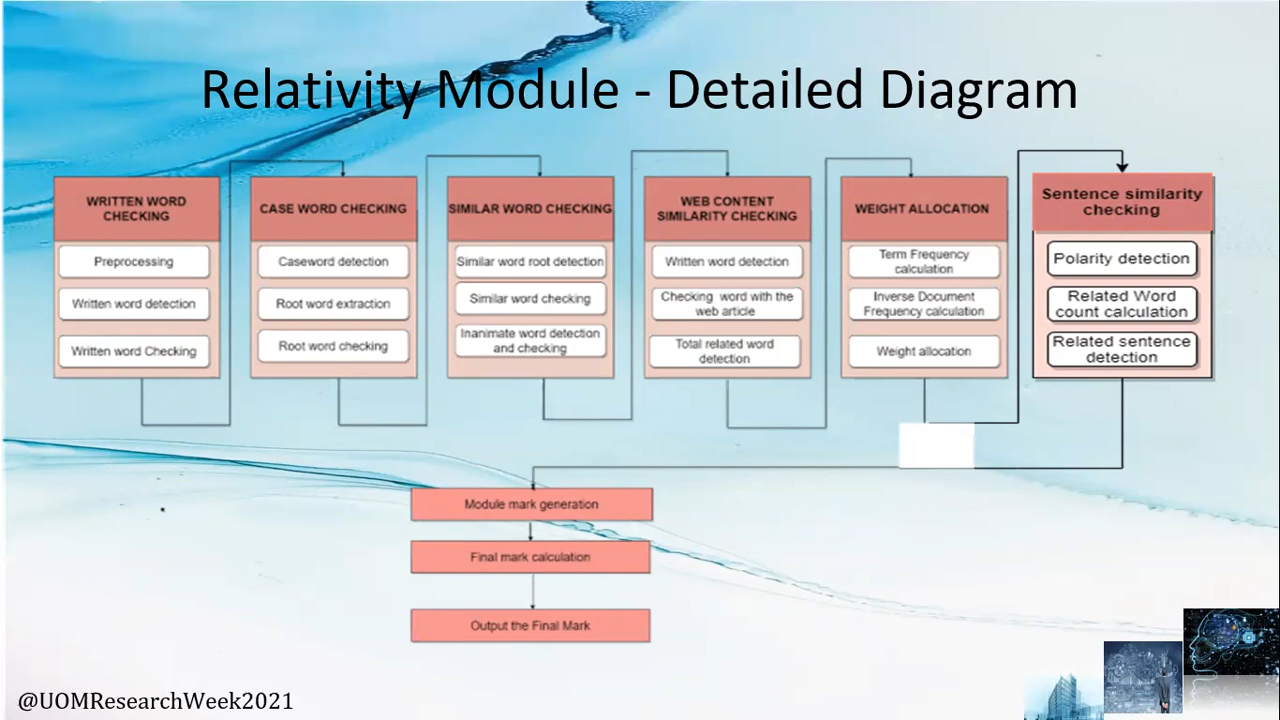 Relativity Module - Detailed Diagram
WRITTEN WORD
CHECKING
Preprocessing
Written word detection
Written word Checking
CASE WORD CHECKING
Caseword detection
Root word extraction
Root word checking
SIMILAR WORD CHECKING
Similar word root detection
Similar word checking
Inanimate word detection
and checking
WEB CONTENT
SIMILARITY CHECKING
Written word detection
Checking word with the
web article
Total related word
detection
WEIGHT ALLOCATION
Term Frequency
calculation
Inverse Document
Frequency calculation
Weight allocation
Sentence similarity
checking
Polarity detection
Related Word
count calculation
Related sentence
detection
Module mark generation
Final mark calculation
Output the Final Mark
@UOMResearchWeek2021